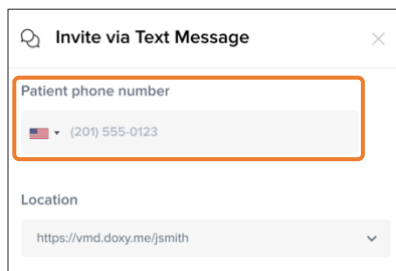 Invite via Text Message
Patient phone number
(201) 555-0123
Location
https://vmd.doxy.me/jsmith